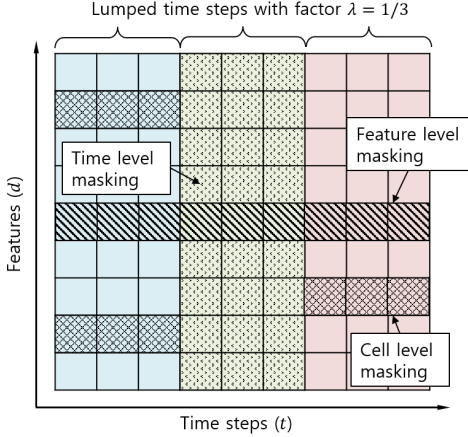 Lumped time steps with factor λ = 1/3
Time level
masking
Feature level
masking
Cell level
masking
Features (d)
Time steps (t)